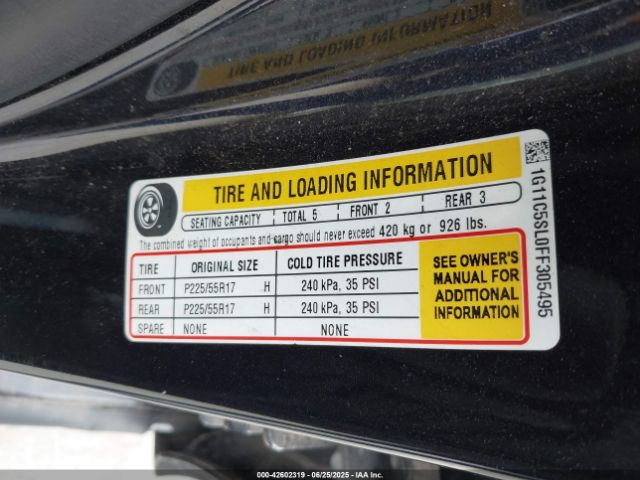 TIRE AND LOADING INFORMATION
SEATING CAPACITY TOTAL 5 FRONT 2 REAR 3
The combined weight of occupants and cargo should never exceed 420 kg or 926 lbs.
TIRE ORIGINAL SIZE COLD TIRE PRESSURE
FRONT P225/55R17 H 240 kPa, 35 PSI
REAR P225/55R17 H 240 kPa, 35 PSI
SPARE NONE NONE
SEE OWNER'S
MANUAL FOR
ADDITIONAL
INFORMATION
1G11C5SL0FF305495
000-42602319 | 06/25/2025 | IAA Inc.